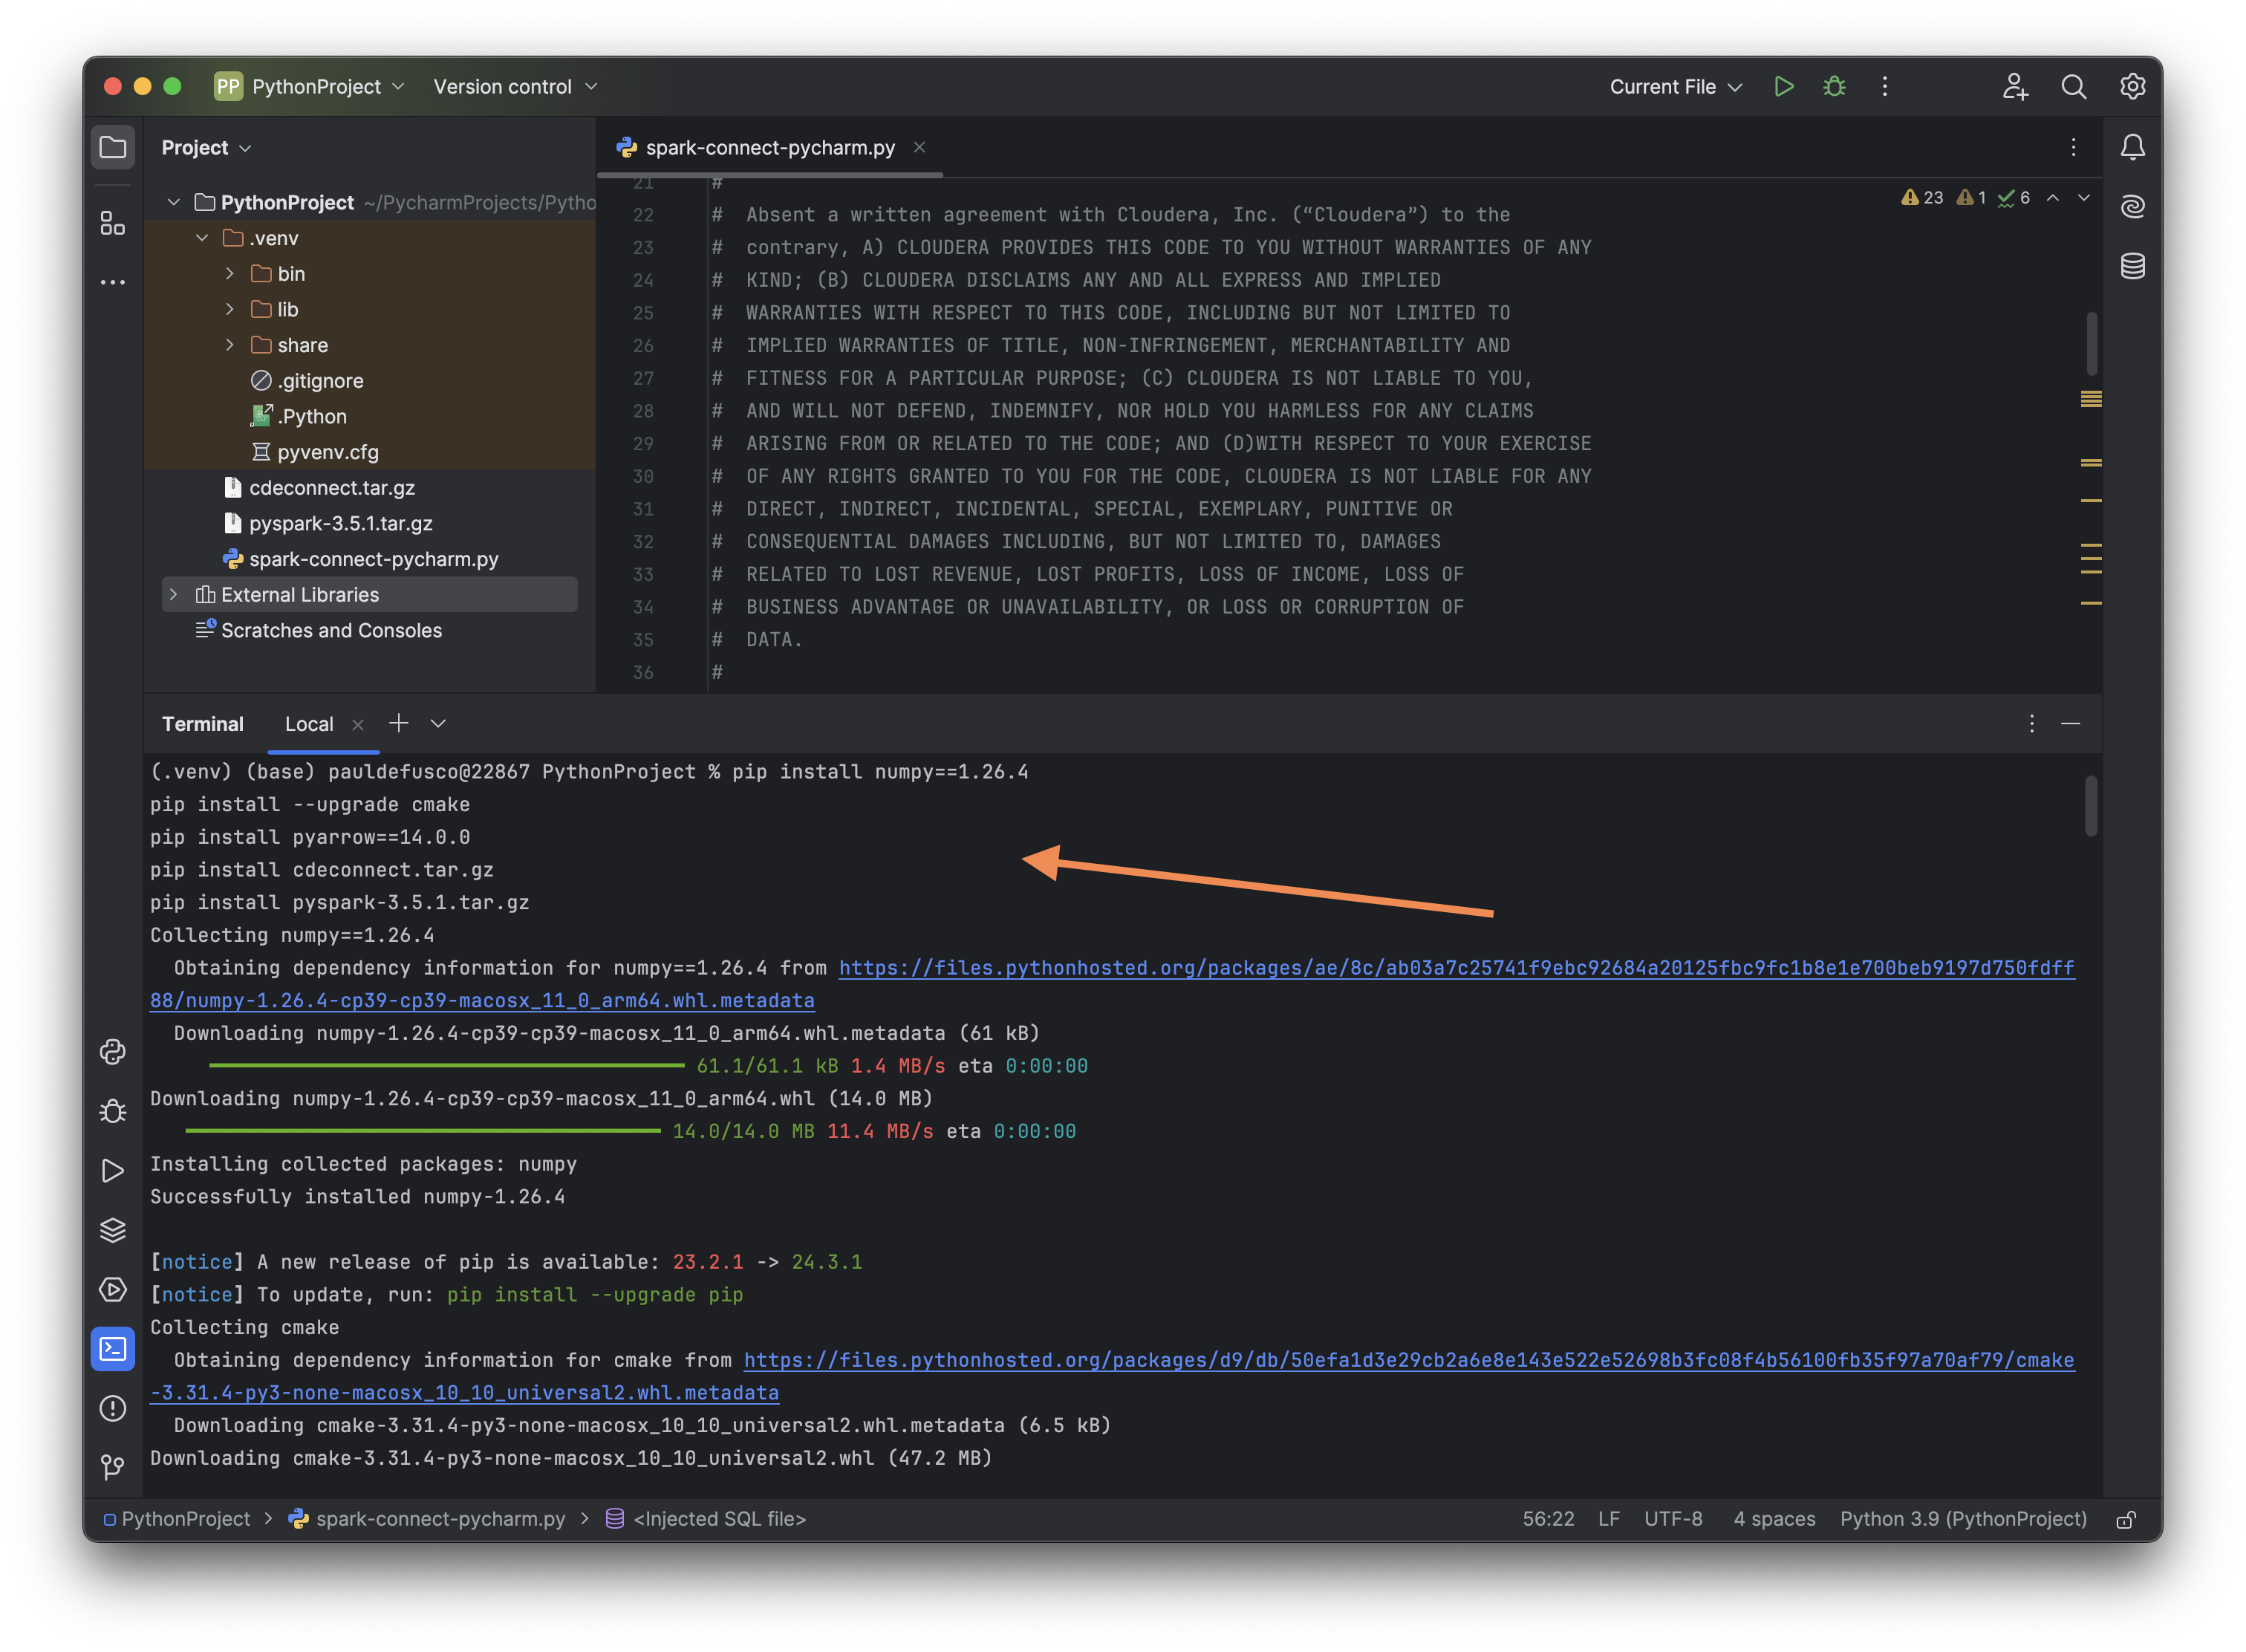 PP PythonProject Version control Current File
Project
spark-connect-pycharm.py
PythonProject ~/PycharmProjects/Pytho
.venv
bin
lib
share
.gitignore
.Python
pyvenv.cfg
cdeconnect.tar.gz
pyspark-3.5.1.tar.gz
spark-connect-pycharm.py
External Libraries
Scratches and Consoles
23 1 6
21 #
22 # Absent a written agreement with Cloudera, Inc. (“Cloudera”) to the
23 # contrary, A) CLOUDERA PROVIDES THIS CODE TO YOU WITHOUT WARRANTIES OF ANY
24 # KIND; (B) CLOUDERA DISCLAIMS ANY AND ALL EXPRESS AND IMPLIED
25 # WARRANTIES WITH RESPECT TO THIS CODE, INCLUDING BUT NOT LIMITED TO
26 # IMPLIED WARRANTIES OF TITLE, NON-INFRINGEMENT, MERCHANTABILITY AND
27 # FITNESS FOR A PARTICULAR PURPOSE; (C) CLOUDERA IS NOT LIABLE TO YOU,
28 # AND WILL NOT DEFEND, INDEMNIFY, NOR HOLD YOU HARMLESS FOR ANY CLAIMS
29 # ARISING FROM OR RELATED TO THE CODE; AND (D)WITH RESPECT TO YOUR EXERCISE
30 # OF ANY RIGHTS GRANTED TO YOU FOR THE CODE, CLOUDERA IS NOT LIABLE FOR ANY
31 # DIRECT, INDIRECT, INCIDENTAL, SPECIAL, EXEMPLARY, PUNITIVE OR
32 # CONSEQUENTIAL DAMAGES INCLUDING, BUT NOT LIMITED TO, DAMAGES
33 # RELATED TO LOST REVENUE, LOST PROFITS, LOSS OF INCOME, LOSS OF
34 # BUSINESS ADVANTAGE OR UNAVAILABILITY, OR LOSS OR CORRUPTION OF
35 # DATA.
36 #
Terminal Local
(.venv) (base) pauldefusco@22867 PythonProject % pip install numpy==1.26.4
pip install --upgrade cmake
pip install pyarrow==14.0.0
pip install cdeconnect.tar.gz
pip install pyspark-3.5.1.tar.gz
Collecting numpy==1.26.4
Obtaining dependency information for numpy==1.26.4 from https://files.pythonhosted.org/packages/ae/8c/ab03a7c25741f9ebc92684a20125fbc9fc1b8e1e700beb9197d750fdff
88/numpy-1.26.4-cp39-cp39-macosx_11_0_arm64.whl.metadata
Downloading numpy-1.26.4-cp39-cp39-macosx_11_0_arm64.whl.metadata (61 kB)
61.1/61.1 kB 1.4 MB/s eta 0:00:00
Downloading numpy-1.26.4-cp39-cp39-macosx_11_0_arm64.whl (14.0 MB)
14.0/14.0 MB 11.4 MB/s eta 0:00:00
Installing collected packages: numpy
Successfully installed numpy-1.26.4
[notice] A new release of pip is available: 23.2.1 -> 24.3.1
[notice] To update, run: pip install --upgrade pip
Collecting cmake
Obtaining dependency information for cmake from https://files.pythonhosted.org/packages/d9/db/50efa1d3e29cb2a6e8e143e522e52698b3fc08f4b56100fb35f97a70af79/cmake
-3.31.4-py3-none-macosx_10_10_universal2.whl.metadata
Downloading cmake-3.31.4-py3-none-macosx_10_10_universal2.whl.metadata (6.5 kB)
Downloading cmake-3.31.4-py3-none-macosx_10_10_universal2.whl (47.2 MB)
PythonProject > spark-connect-pycharm.py > <Injected SQL file> 56:22 LF UTF-8 4 spaces Python 3.9 (PythonProject)